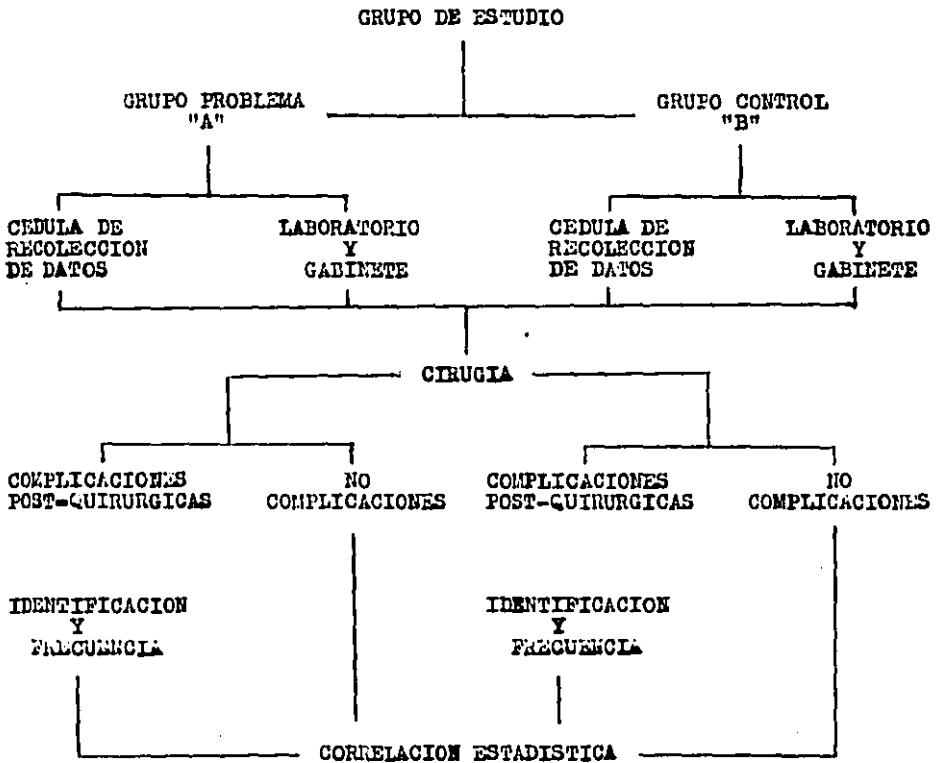 GRUPO DE ESTUDIO
GRUPO PROBLEMA
"A"
GRUPO CONTROL
"B"
CEDULA DE
RECOLECCION
DE DATOS
LABORATORIO
Y
GABINETE
CEDULA DE
RECOLECCION
DE DATOS
LABORATORIO
Y
GABINETE
CIRUGIA
COMPLICACIONES
POST-QUIRURGICAS
NO
COMPLICACIONES
COMPLICACIONES
POST-QUIRURGICAS
NO
COMPLICACIONES
IDENTIFICACION
Y
FRECUENCIA
IDENTIFICACION
Y
FRECUENCIA
CORRELACION ESTADISTICA